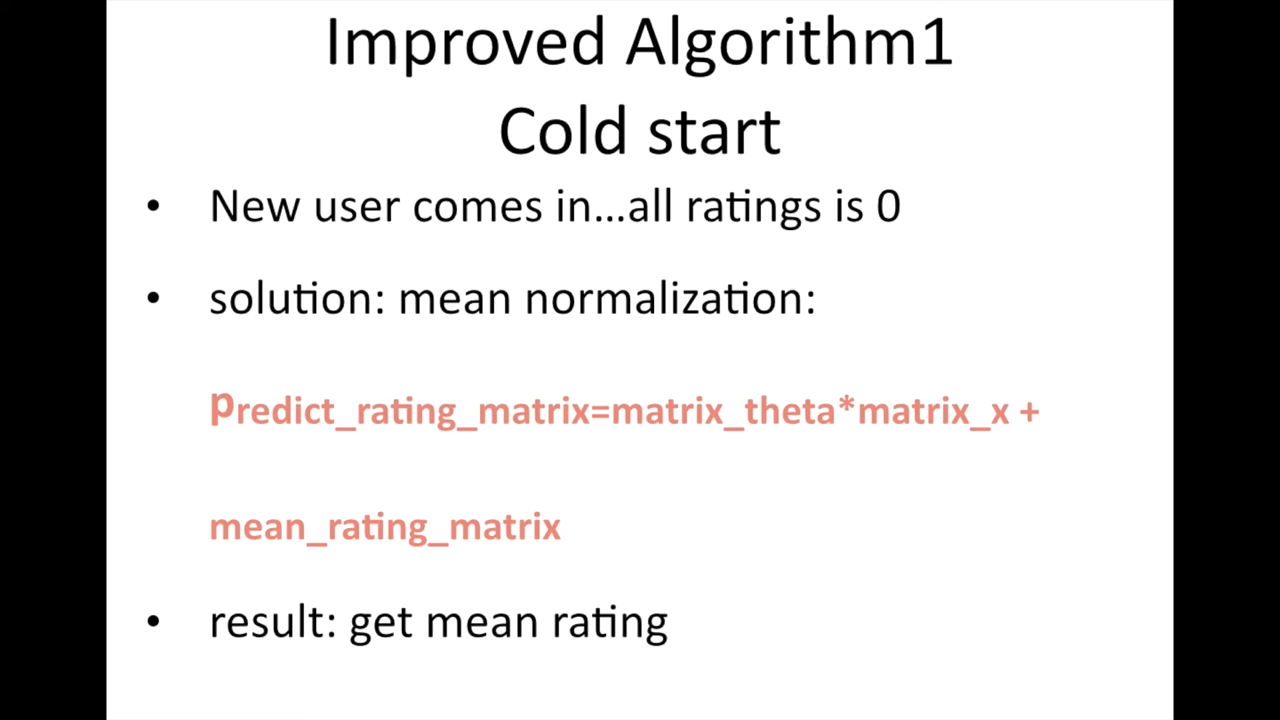 Improved Algorithm1
Cold start
• New user comes in...all ratings is 0
• solution: mean normalization:
predict_rating_matrix=matrix_theta*matrix_x +
mean_rating_matrix
• result: get mean rating